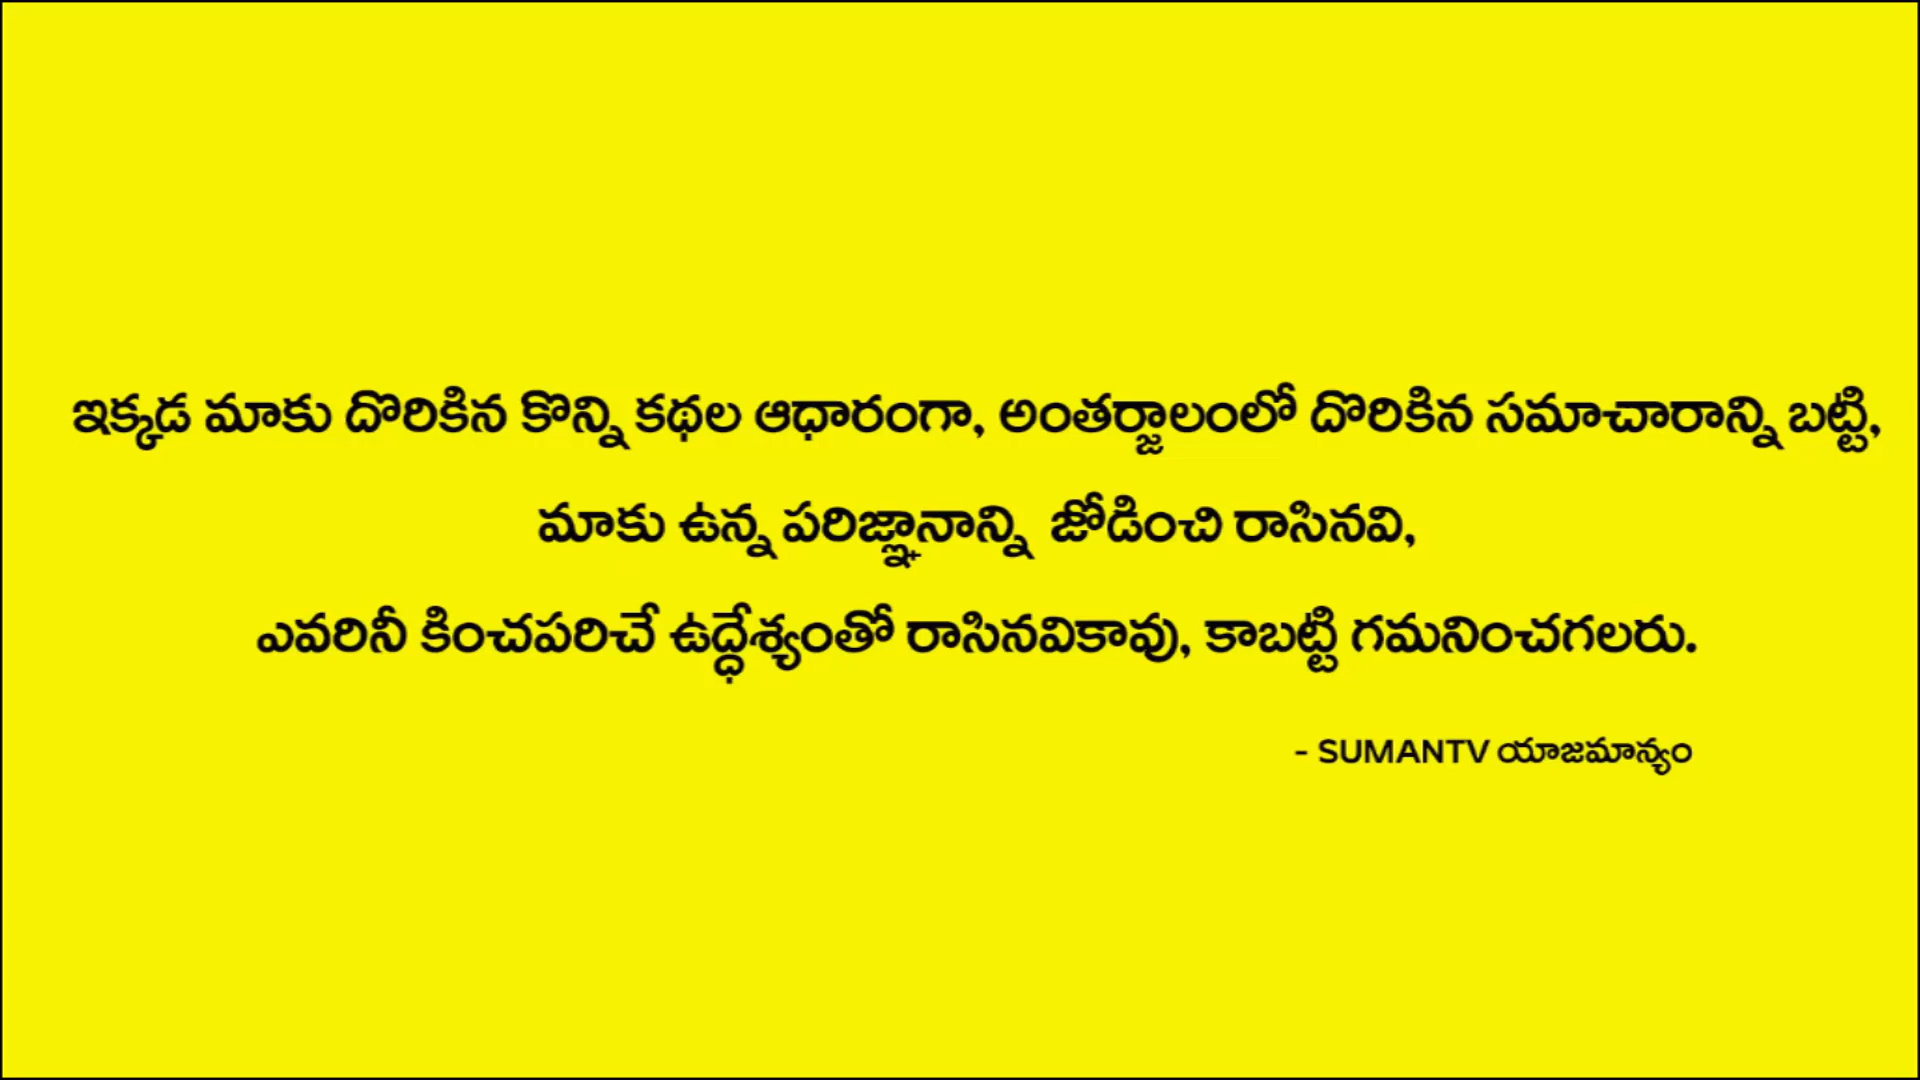 ఇక్కడ మాకు దొరికిన కొన్ని కథల ఆధారంగా, అంతర్జాలంలో దొరికిన సమాచారాన్ని బట్టి,
మాకు ఉన్న పరిజ్ఞానాన్ని జోడించి రాసినవి,
ఎవరినీ కించపరిచే ఉద్ధేశ్యంతో రాసినవికావు, కాబట్టి గమనించగలరు.
- SUMANTV యాజమాన్యం